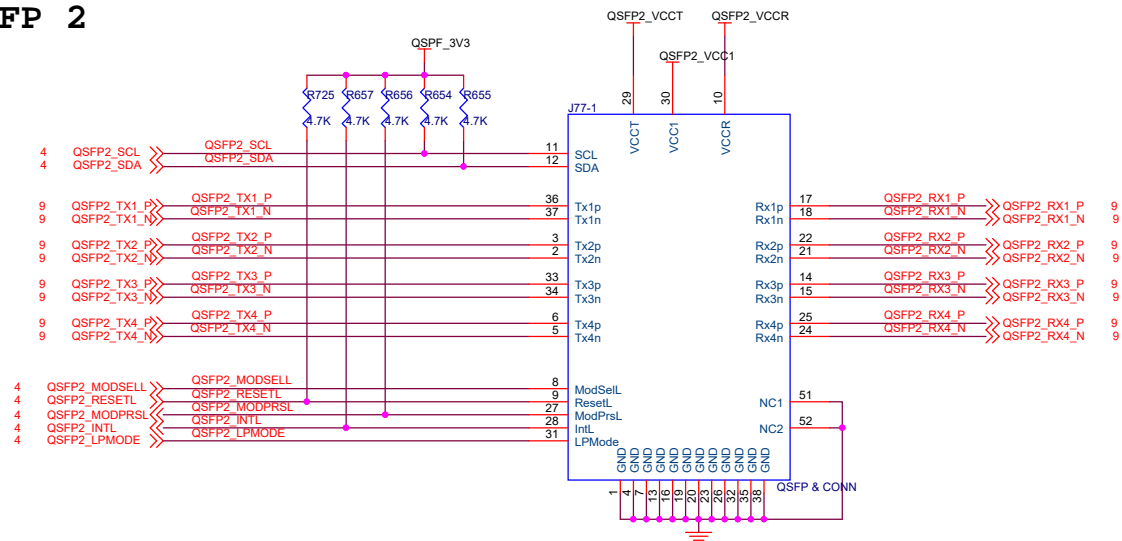 FP 2
QSFP2_VCCT
QSFP2_VCCR
QSPF_3V3
QSFP2_VCC1
R725
R657
R656
R654
R655
4.7K
4.7K
4.7K
4.7K
4.7K
29
30
10
J77-1
VCCT
VCC1
VCCR
4 QSFP2_SCL QSFP2_SCL 11 SCL
4 QSFP2_SDA QSFP2_SDA 12 SDA
9 QSFP2_TX1_P QSFP2_TX1_P 36 Tx1p Rx1p 17 QSFP2_RX1_P QSFP2_RX1_P 9
9 QSFP2_TX1_N QSFP2_TX1_N 37 Tx1n Rx1n 18 QSFP2_RX1_N QSFP2_RX1_N 9
9 QSFP2_TX2_P QSFP2_TX2_P 3 Tx2p Rx2p 22 QSFP2_RX2_P QSFP2_RX2_P 9
9 QSFP2_TX2_N QSFP2_TX2_N 2 Tx2n Rx2n 21 QSFP2_RX2_N QSFP2_RX2_N 9
9 QSFP2_TX3_P QSFP2_TX3_P 33 Tx3p Rx3p 14 QSFP2_RX3_P QSFP2_RX3_P 9
9 QSFP2_TX3_N QSFP2_TX3_N 34 Tx3n Rx3n 15 QSFP2_RX3_N QSFP2_RX3_N 9
9 QSFP2_TX4_P QSFP2_TX4_P 6 Tx4p Rx4p 25 QSFP2_RX4_P QSFP2_RX4_P 9
9 QSFP2_TX4_N QSFP2_TX4_N 5 Tx4n Rx4n 24 QSFP2_RX4_N QSFP2_RX4_N 9
4 QSFP2_MODSELL QSFP2_MODSELL 8 ModSelL
4 QSFP2_RESETL QSFP2_RESETL 9 ResetL NC1 51
4 QSFP2_MODPRSL QSFP2_MODPRSL 27 ModPrsL
4 QSFP2_INTL QSFP2_INTL 28 IntL NC2 52
4 QSFP2_LPMODE QSFP2_LPMODE 31 LPMode
GND GND GND GND GND GND GND GND GND GND GND GND
QSFP & CONN
1 4 7 13 16 19 20 23 26 32 35 38